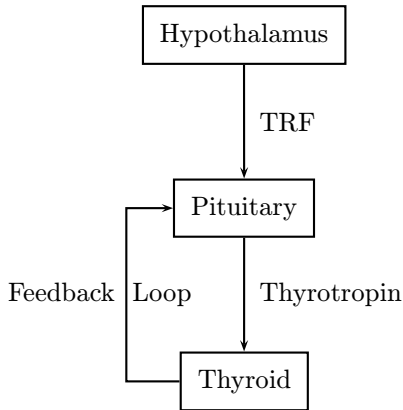 Hypothalamus
TRF
Pituitary
Feedback Loop
Thyrotropin
Thyroid